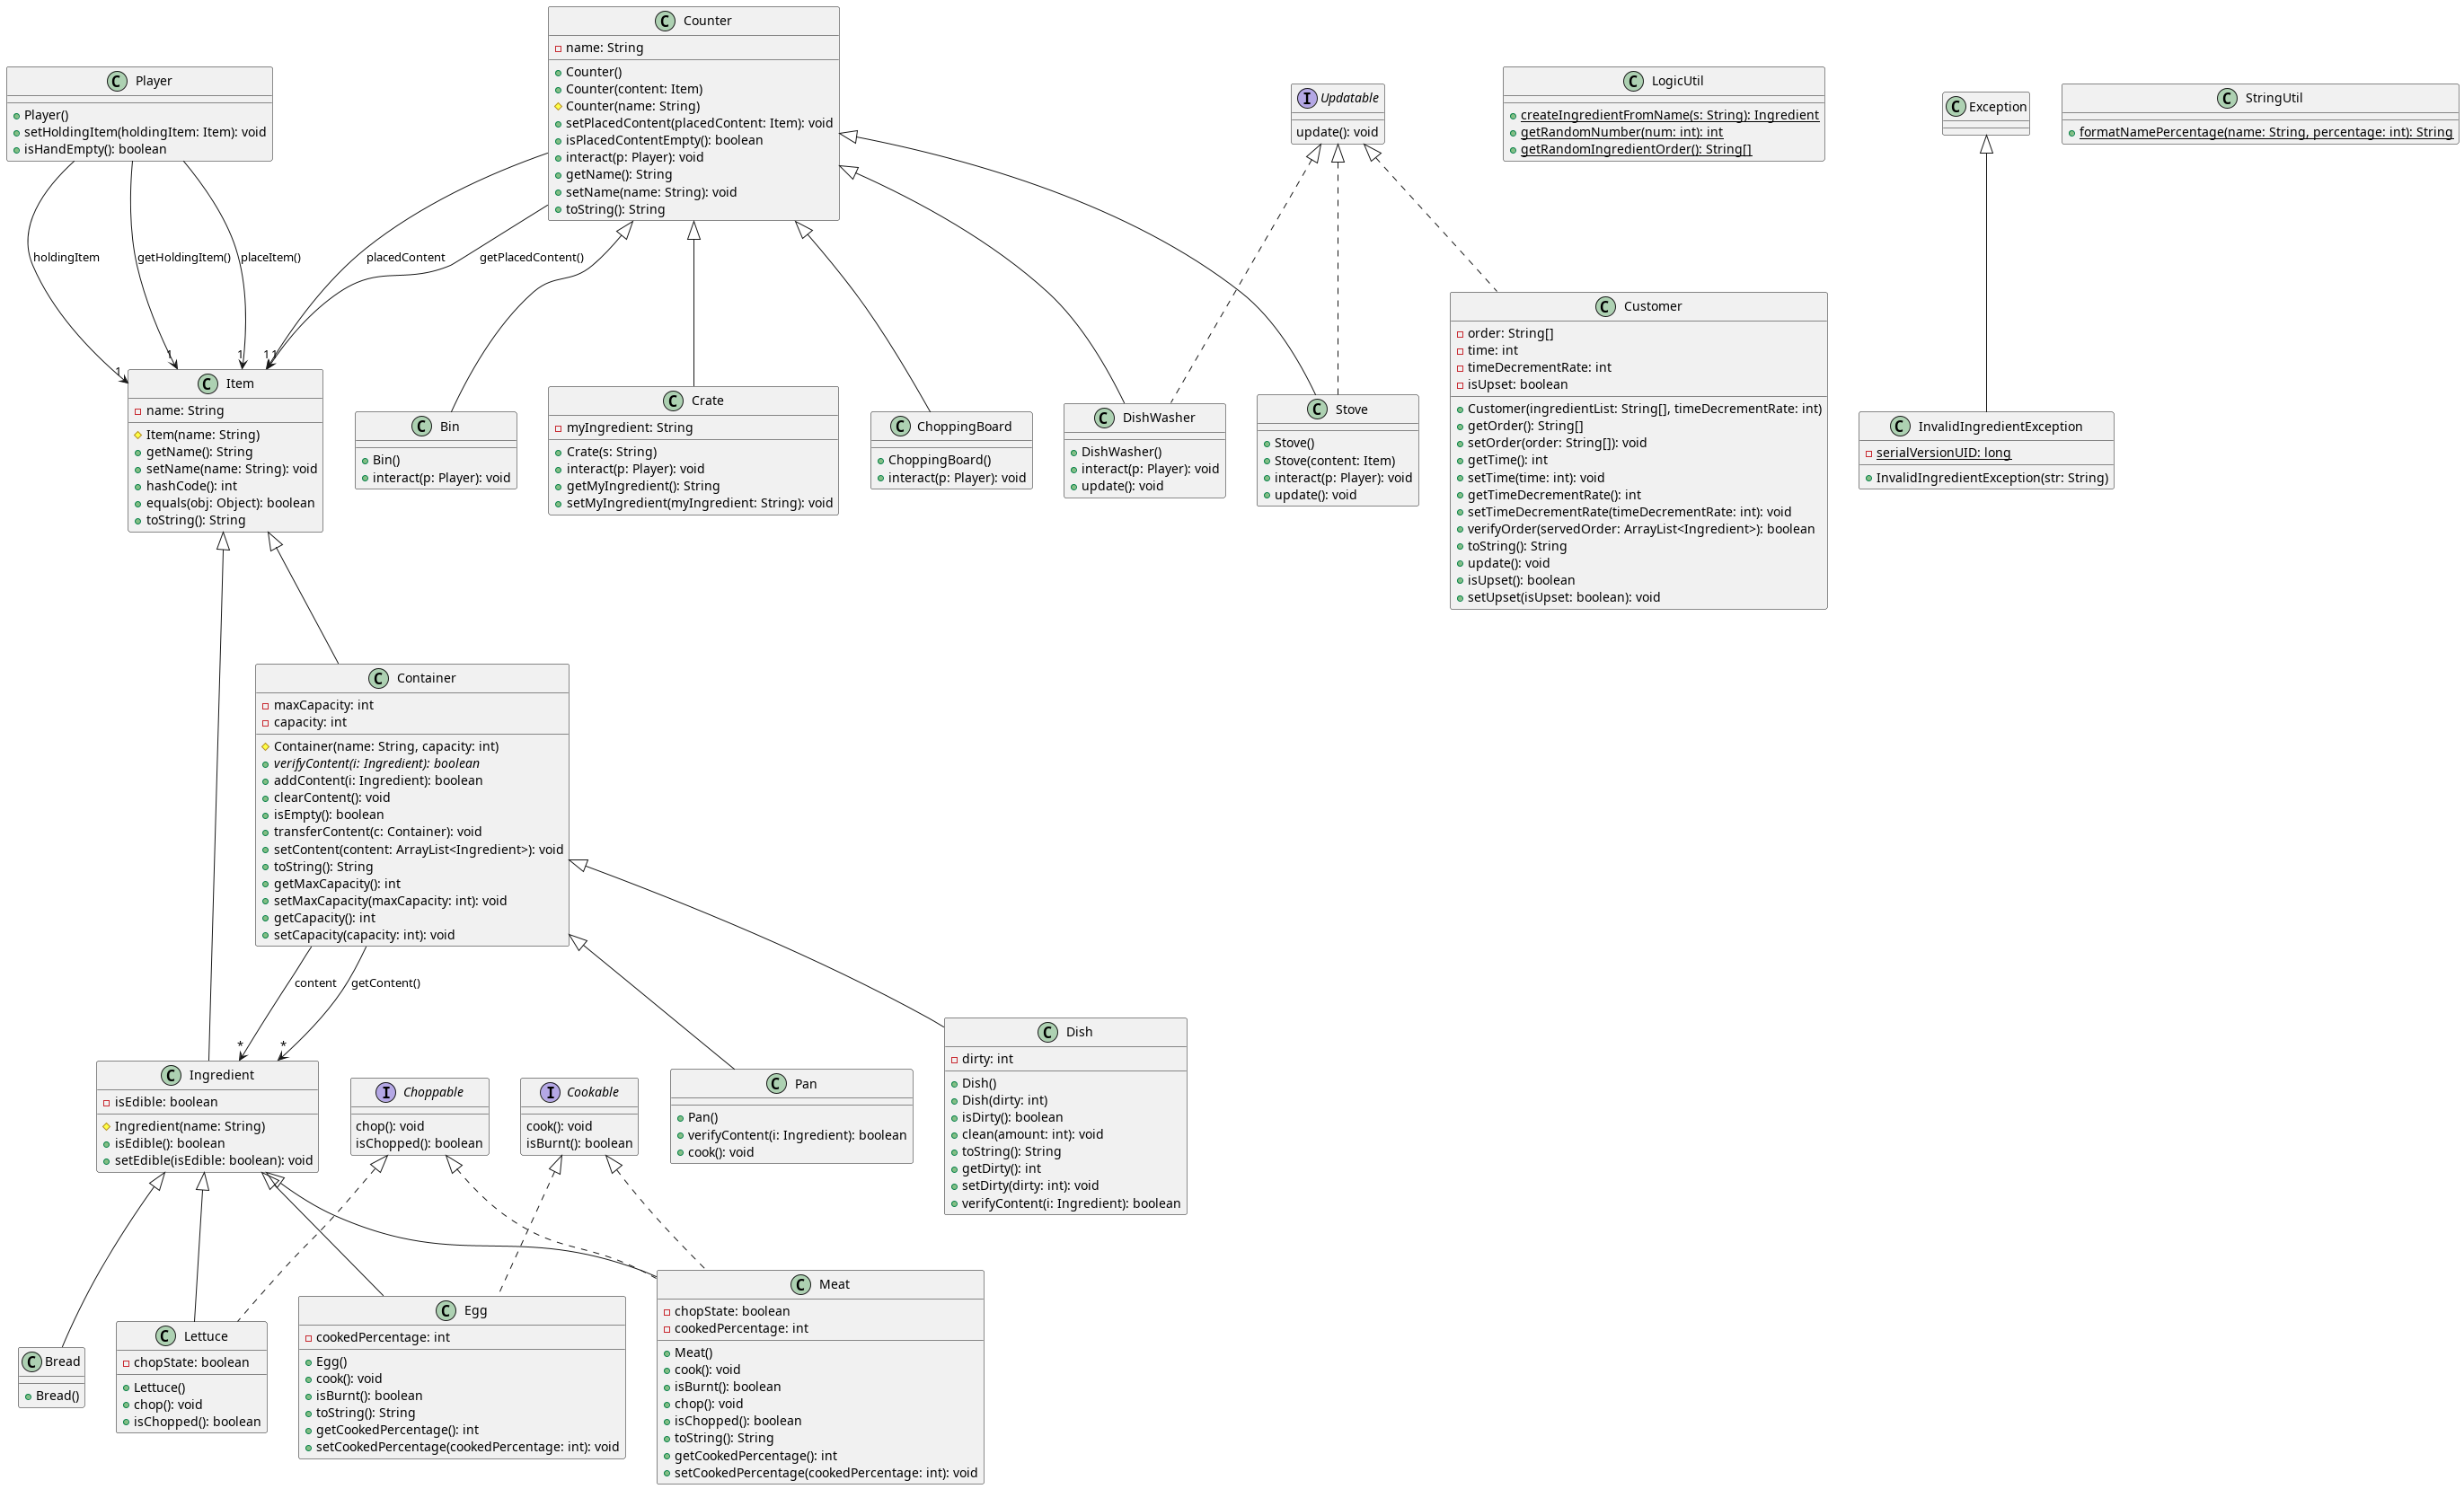 Counter
name: String
Counter()
Counter(content: Item)
Counter(name: String)
setPlacedContent(placedContent: Item): void
isPlacedContentEmpty(): boolean
interact(p: Player): void
getName(): String
setName(name: String): void
toString(): String
Player
Player()
setHoldingItem(holdingItem: Item): void
isHandEmpty(): boolean
Updatable
update(): void
LogicUtil
createIngredientFromName(s: String): Ingredient
getRandomNumber(num: int): int
getRandomIngredientOrder(): String[]
Exception
StringUtil
formatNamePercentage(name: String, percentage: int): String
holdingItem
getHoldingItem()
placeItem()
placedContent
getPlacedContent()
1
1
1
1
1
Item
name: String
Item(name: String)
getName(): String
setName(name: String): void
hashCode(): int
equals(obj: Object): boolean
toString(): String
Bin
Bin()
interact(p: Player): void
Crate
myIngredient: String
Crate(s: String)
interact(p: Player): void
getMyIngredient(): String
setMyIngredient(myIngredient: String): void
ChoppingBoard
ChoppingBoard()
interact(p: Player): void
DishWasher
DishWasher()
interact(p: Player): void
update(): void
Stove
Stove()
Stove(content: Item)
interact(p: Player): void
update(): void
Customer
order: String[]
time: int
timeDecrementRate: int
isUpset: boolean
Customer(ingredientList: String[], timeDecrementRate: int)
getOrder(): String[]
setOrder(order: String[]): void
getTime(): int
setTime(time: int): void
getTimeDecrementRate(): int
setTimeDecrementRate(timeDecrementRate: int): void
verifyOrder(servedOrder: ArrayList<Ingredient>): boolean
toString(): String
update(): void
isUpset(): boolean
setUpset(isUpset: boolean): void
InvalidIngredientException
serialVersionUID: long
InvalidIngredientException(str: String)
Container
maxCapacity: int
capacity: int
Container(name: String, capacity: int)
verifyContent(i: Ingredient): boolean
addContent(i: Ingredient): boolean
clearContent(): void
isEmpty(): boolean
transferContent(c: Container): void
setContent(content: ArrayList<Ingredient>): void
toString(): String
getMaxCapacity(): int
setMaxCapacity(maxCapacity: int): void
getCapacity(): int
setCapacity(capacity: int): void
content
getContent()
*
*
Ingredient
isEdible: boolean
Ingredient(name: String)
isEdible(): boolean
setEdible(isEdible: boolean): void
Choppable
chop(): void
isChopped(): boolean
Cookable
cook(): void
isBurnt(): boolean
Pan
Pan()
verifyContent(i: Ingredient): boolean
cook(): void
Dish
dirty: int
Dish()
Dish(dirty: int)
isDirty(): boolean
clean(amount: int): void
toString(): String
getDirty(): int
setDirty(dirty: int): void
verifyContent(i: Ingredient): boolean
Bread
Bread()
Lettuce
chopState: boolean
Lettuce()
chop(): void
isChopped(): boolean
Egg
cookedPercentage: int
Egg()
cook(): void
isBurnt(): boolean
toString(): String
getCookedPercentage(): int
setCookedPercentage(cookedPercentage: int): void
Meat
chopState: boolean
cookedPercentage: int
Meat()
cook(): void
isBurnt(): boolean
chop(): void
isChopped(): boolean
toString(): String
getCookedPercentage(): int
setCookedPercentage(cookedPercentage: int): void